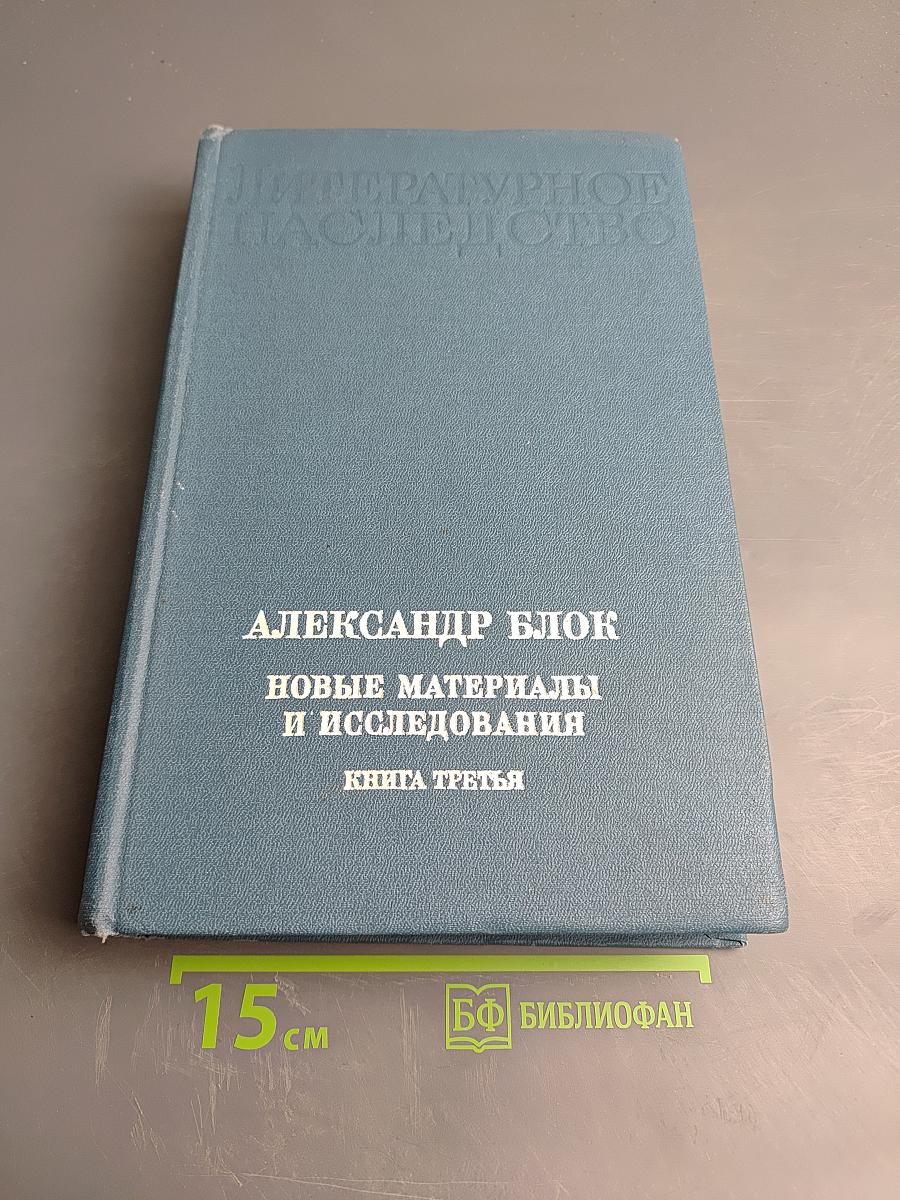 ЛИТЕРАТУРНОЕ
НАСЛЕДСТВО
АЛЕКСАНДР БЛОК
НОВЫЕ МАТЕРИАЛЫ
И ИССЛЕДОВАНИЯ
КНИГА ТРЕТЬЯ
15 см
БФ БИБЛИОФАН